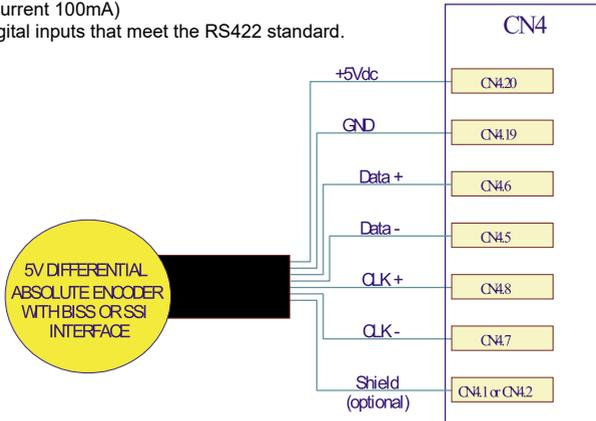 urrent 100mA)
gital inputs that meet the RS422 standard.
CN4
+5Vdc
CN4.20
GND
CN4.19
Data +
CN4.6
Data -
CN4.5
CLK +
CN4.8
CLK -
CN4.7
Shield
(optional)
CN4.1 or CN4.2
5V DIFFERENTIAL
ABSOLUTE ENCODER
WITH BISS OR SSI
INTERFACE